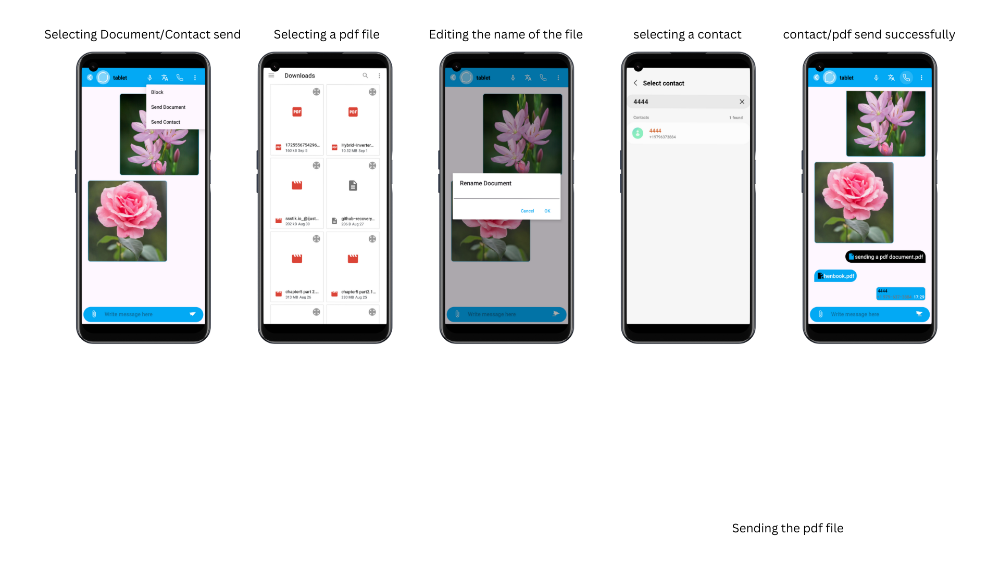 Selecting Document/Contact send
Selecting a pdf file
Editing the name of the file
selecting a contact
contact/pdf send successfully
tablet
Block
Send Document
Send Contact
Write message here
Downloads
PDF
PDF
PDF
1725556754296...
160 kB Sep 5
PDF
Hybrid-Inverter...
10.52 MB Sep 1
ssstik.io_@ijust...
202 kB Aug 30
github-recovery...
206 B Aug 27
chapter5 part 2....
313 MB Aug 26
chapter5 part2.1...
330 MB Aug 25
tablet
Rename Document
Cancel
OK
Write message here
Select contact
4444
Contacts
1 found
4444
+19796373884
tablet
sending a pdf document.pdf
henbook.pdf
4444
17:29
Write message here
Sending the pdf file